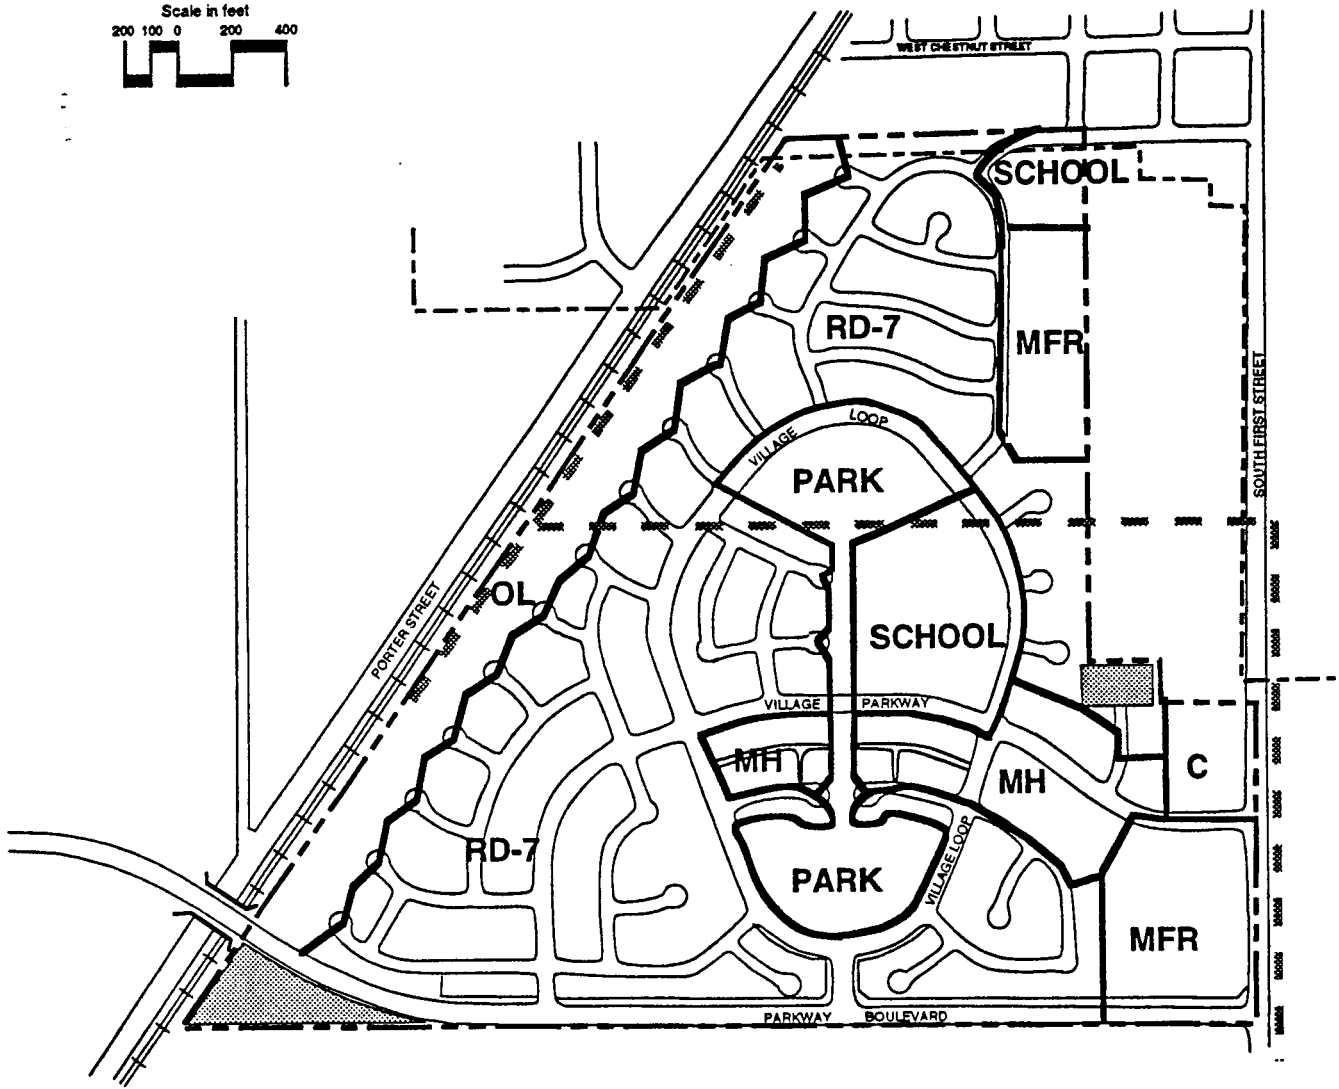 Scale in feet
200 100 0 200 400
WEST CHESTNUT STREET
SCHOOL
RD-7
MFR
SOUTH FIRST STREET
VILLAGE LOOP
PARK
OL
PORTER STREET
SCHOOL
VILLAGE PARKWAY
MH
MH
C
RD-7
VILLAGE LOOP
PARK
MFR
PARKWAY BOULEVARD